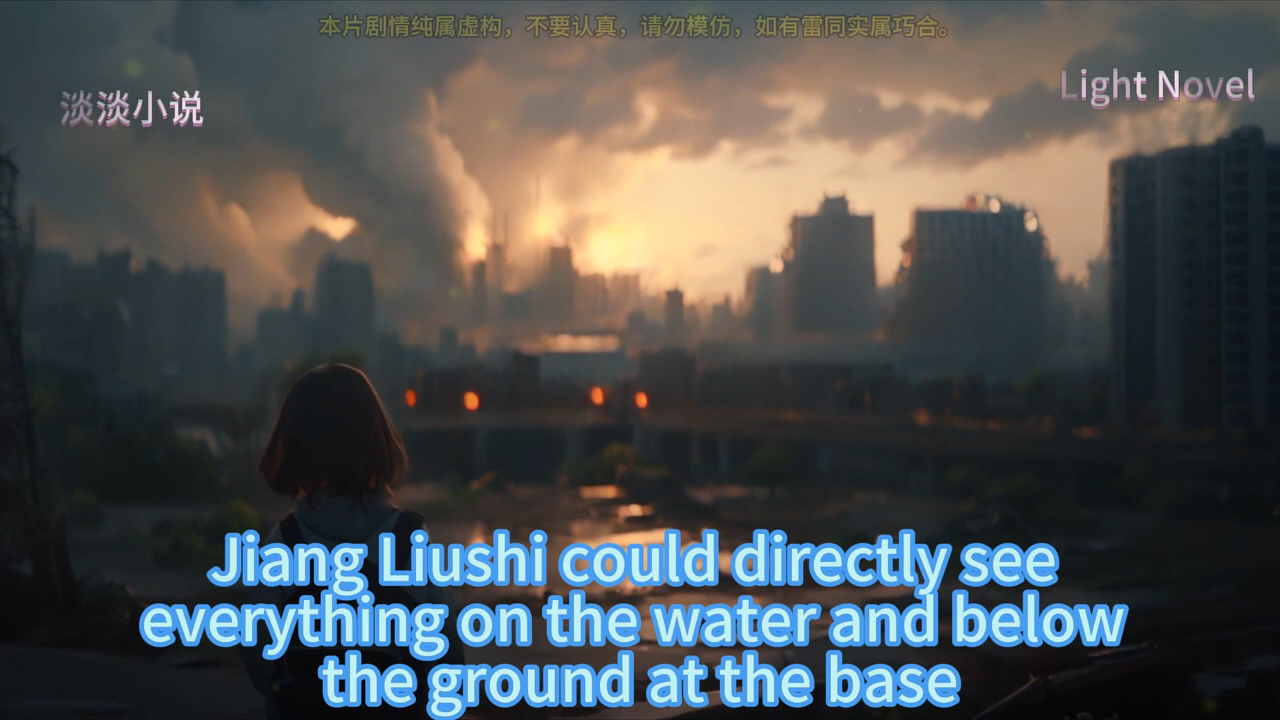 本片剧情纯属虚构，不要认真，请勿模仿，如有雷同实属巧合。
淡淡小说
Light Novel
Jiang Liushi could directly see
everything on the water and below
the ground at the base